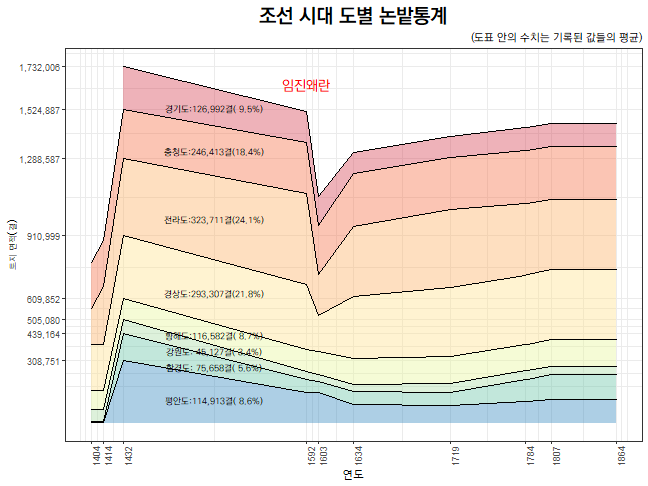 조선 시대 도별 논밭통계
(도표 안의 수치는 기록된 값들의 평균)
임진왜란
1,732,006
1,524,887
1,288,587
910,999
609,852
505,080
439,164
308,751
토지 면적(결)
경기도:126,992결( 9,5%)
충청도:246,413결(18,4%)
전라도:323,711결(24,1%)
경상도:293,307결(21,8%)
황해도:116,582결( 8,7%)
강원도: 45,127결( 3,4%)
함경도: 75,658결( 5,6%)
평안도:114,913결( 8,6%)
1404
1414
1432
1592
1603
1634
1719
1784
1807
1864
연도